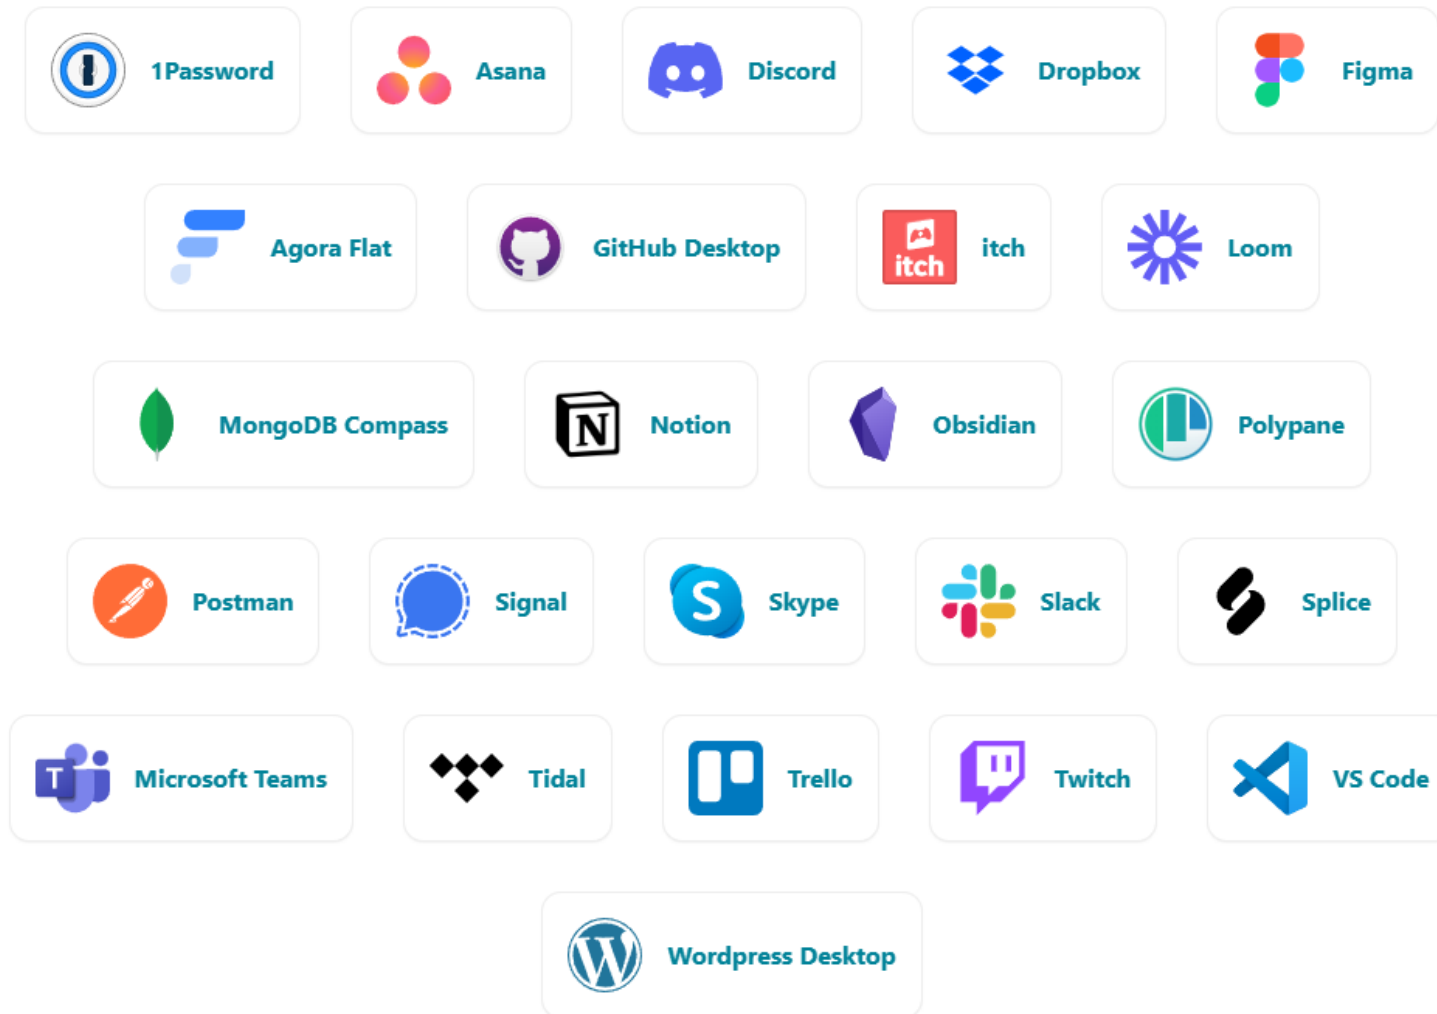 1Password
Asana
Discord
Dropbox
Figma
Agora Flat
GitHub Desktop
itch
itch
Loom
MongoDB Compass
N
Notion
Obsidian
Polypane
Postman
Signal
S
Skype
Slack
Splice
T
Microsoft Teams
Tidal
Trello
Twitch
VS Code
W
Wordpress Desktop